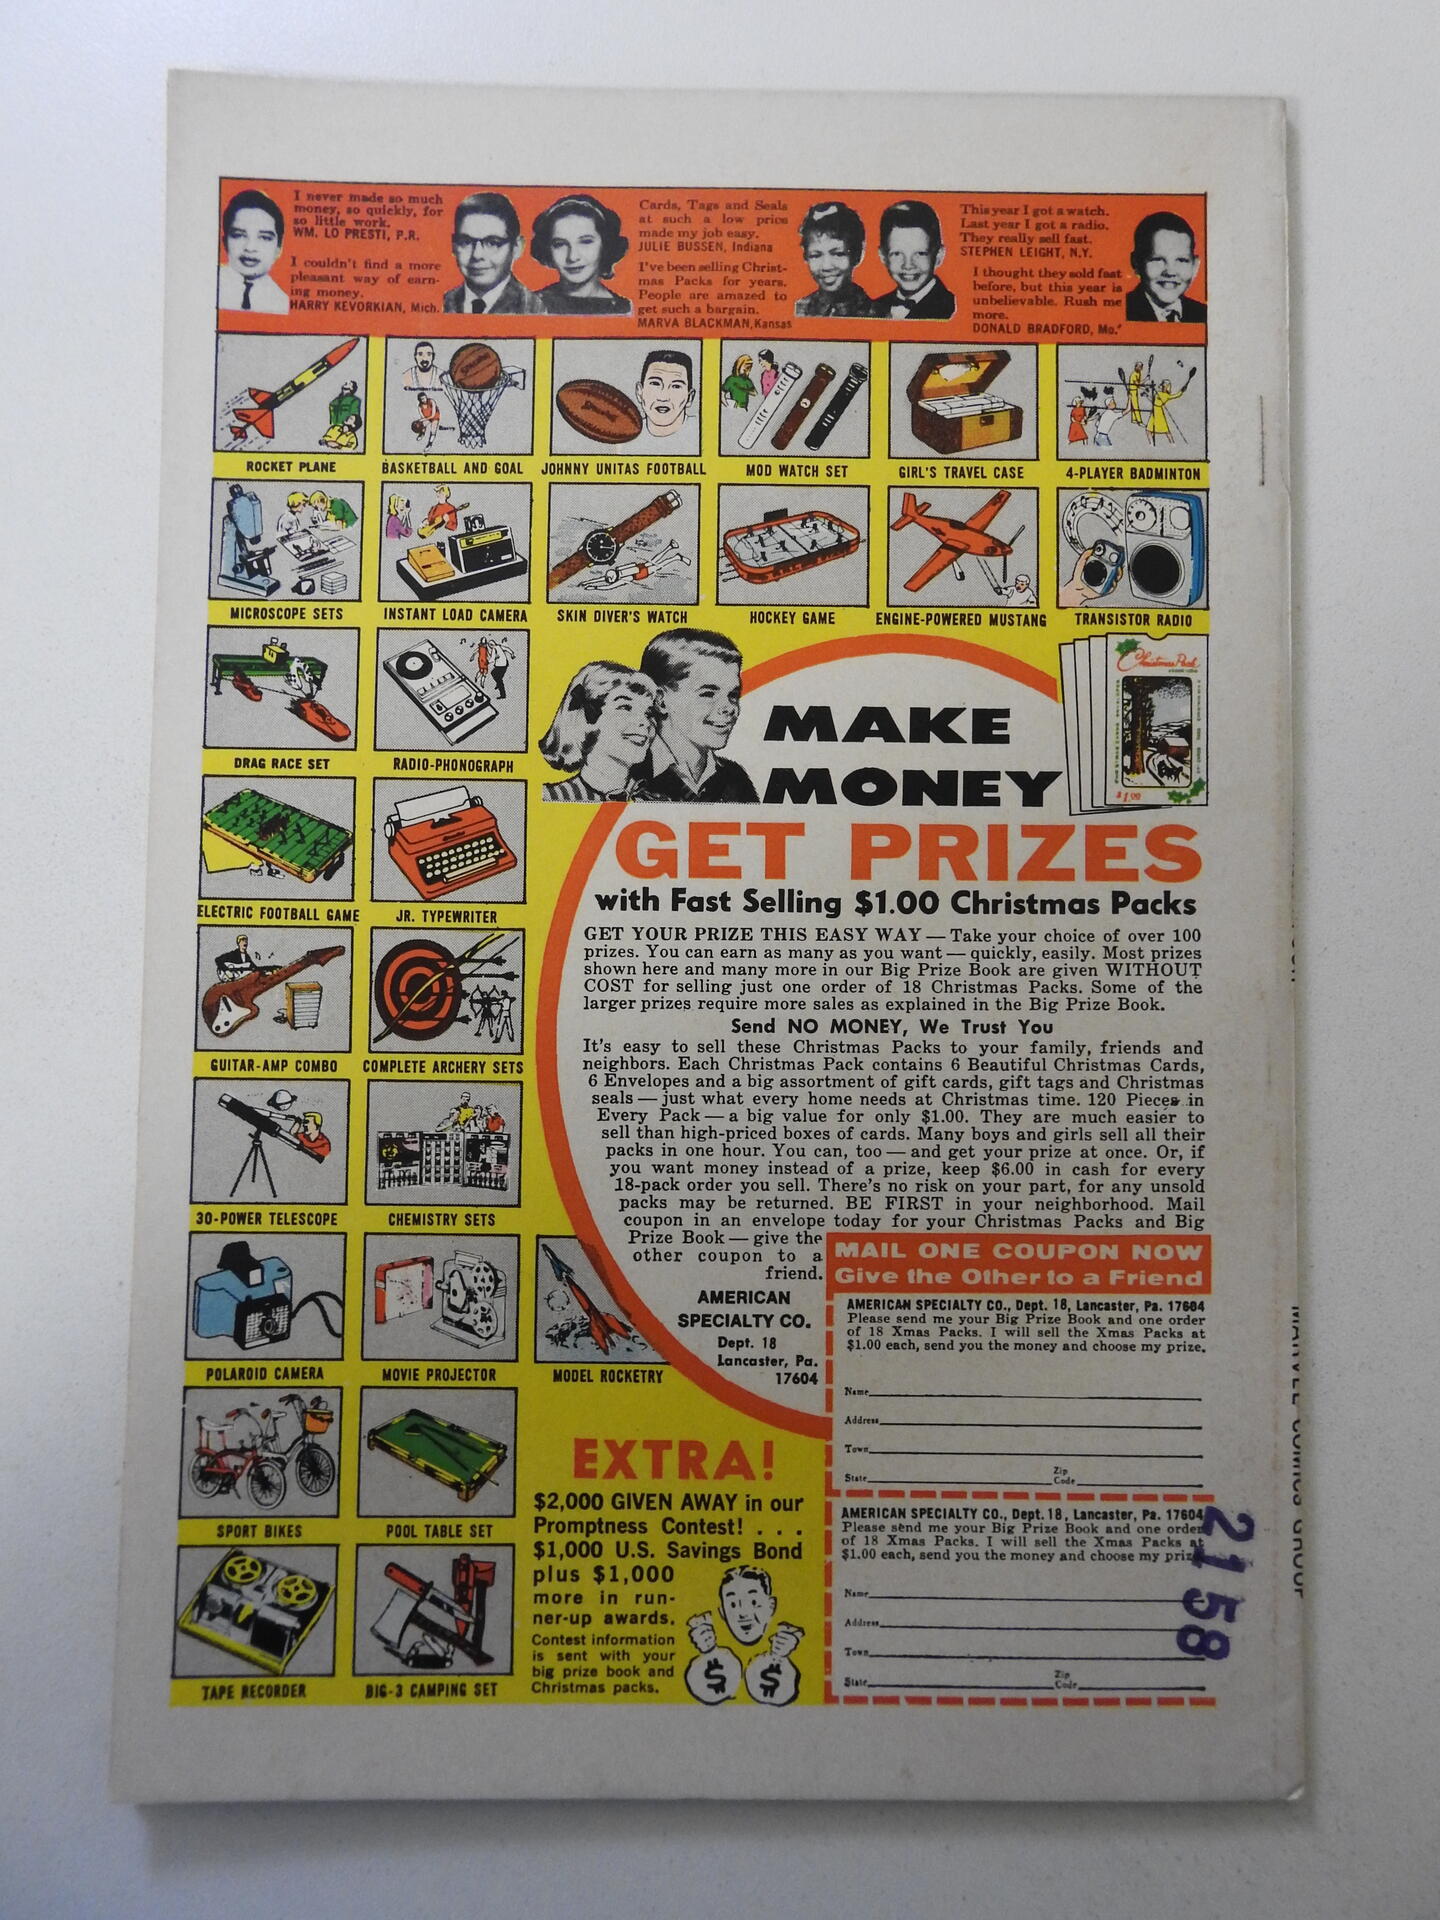 I never made so much
money, so quickly, for
so little work.
WM. LO PRESTI, P.R.
I couldn't find a more
pleasant way of earn-
ing money.
HARRY KEVORKIAN, Mich.
Cards, Tags and Seals
at such a low price
made my job easy.
JULIE BUSSEN, Indiana
I've been selling Christ-
mas Packs for years.
People are amazed to
get such a bargain.
MARVA BLACKMAN, Kansas
This year I got a watch.
Last year I got a radio.
They really sell fast.
STEPHEN LEIGHT, N.Y.
I thought they sold fast
before, but this year is
unbelievable. Rush me
more.
DONALD BRADFORD, Mo.
ROCKET PLANE
Chamberlain
Barry
BASKETBALL AND GOAL
JOHNNY UNITAS FOOTBALL
MOD WATCH SET
GIRL'S TRAVEL CASE
4-PLAYER BADMINTON
MICROSCOPE SETS
INSTANT LOAD CAMERA
SKIN DIVER'S WATCH
HOCKEY GAME
ENGINE-POWERED MUSTANG
TRANSISTOR RADIO
DRAG RACE SET
RADIO-PHONOGRAPH
ELECTRIC FOOTBALL GAME
JR. TYPEWRITER
GUITAR-AMP COMBO
COMPLETE ARCHERY SETS
30-POWER TELESCOPE
CHEMISTRY SETS
POLAROID CAMERA
MOVIE PROJECTOR
MODEL ROCKETRY
SPORT BIKES
POOL TABLE SET
TAPE RECORDER
BIG-3 CAMPING SET
Christmas Pack
$1.00
MAKE
MONEY
GET PRIZES
with Fast Selling $1.00 Christmas Packs
GET YOUR PRIZE THIS EASY WAY — Take your choice of over 100
prizes. You can earn as many as you want — quickly, easily. Most prizes
shown here and many more in our Big Prize Book are given WITHOUT
COST for selling just one order of 18 Christmas Packs. Some of the
larger prizes require more sales as explained in the Big Prize Book.
Send NO MONEY, We Trust You
It's easy to sell these Christmas Packs to your family, friends and
neighbors. Each Christmas Pack contains 6 Beautiful Christmas Cards,
6 Envelopes and a big assortment of gift cards, gift tags and Christmas
seals — just what every home needs at Christmas time. 120 Pieces in
Every Pack — a big value for only $1.00. They are much easier to
sell than high-priced boxes of cards. Many boys and girls sell all their
packs in one hour. You can, too — and get your prize at once. Or, if
you want money instead of a prize, keep $6.00 in cash for every
18-pack order you sell. There's no risk on your part, for any unsold
packs may be returned. BE FIRST in your neighborhood. Mail
coupon in an envelope today for your Christmas Packs and Big
Prize Book — give the
other coupon to a
friend.
AMERICAN
SPECIALTY CO.
Dept. 18
Lancaster, Pa.
17604
EXTRA!
$2,000 GIVEN AWAY in our
Promptness Contest! . . .
$1,000 U.S. Savings Bond
plus $1,000
more in run-
ner-up awards.
Contest information
is sent with your
big prize book and
Christmas packs.
$ $
MAIL ONE COUPON NOW
Give the Other to a Friend
AMERICAN SPECIALTY CO., Dept. 18, Lancaster, Pa. 17604
Please send me your Big Prize Book and one order
of 18 Xmas Packs. I will sell the Xmas Packs at
$1.00 each, send you the money and choose my prize.
Name
Address
Town
State Zip Code
AMERICAN SPECIALTY CO., Dept. 18, Lancaster, Pa. 17604
Please send me your Big Prize Book and one order
of 18 Xmas Packs. I will sell the Xmas Packs at
$1.00 each, send you the money and choose my prize
Name
Address
Town
State Zip Code
2158
MARVEL COMICS GROUP